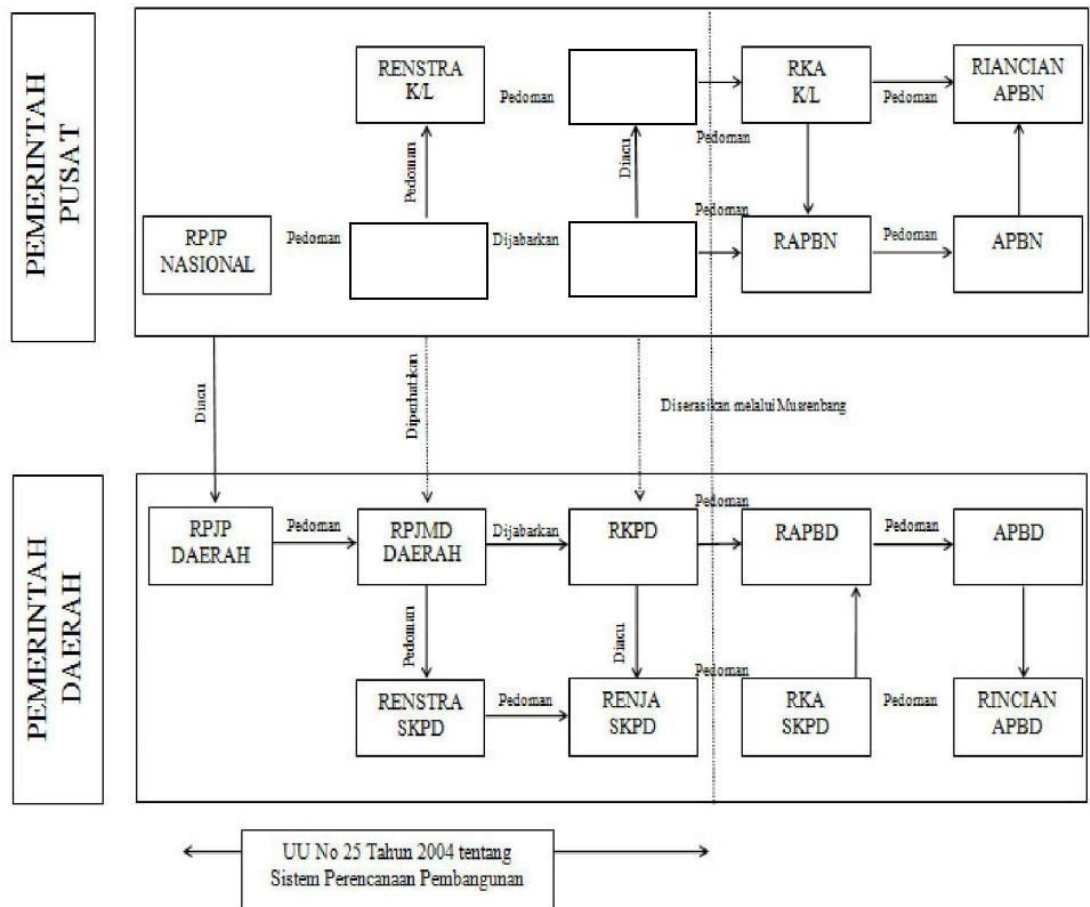 PEMERINTAH
PUSAT
RENSTRA
K/L
Pedoman
RKA
K/L
Pedoman
RIANCIAN
APBN
Pedoman
Diacu
Pedoman
RPJP
NASIONAL
Pedoman
Dijabarkan
Pedoman
RAPBN
Pedoman
APBN
Diacu
Diperhatikan
Diserasikan melalui Musrenbang
PEMERINTAH
DAERAH
RPJP
DAERAH
Pedoman
RPJMD
DAERAH
Dijabarkan
RKPD
Pedoman
RAPBD
Pedoman
APBD
Pedoman
Diacu
RENSTRA
SKPD
Pedoman
RENJA
SKPD
Pedoman
RKA
SKPD
Pedoman
RINCIAN
APBD
UU No 25 Tahun 2004 tentang
Sistem Perencanaan Pembangunan